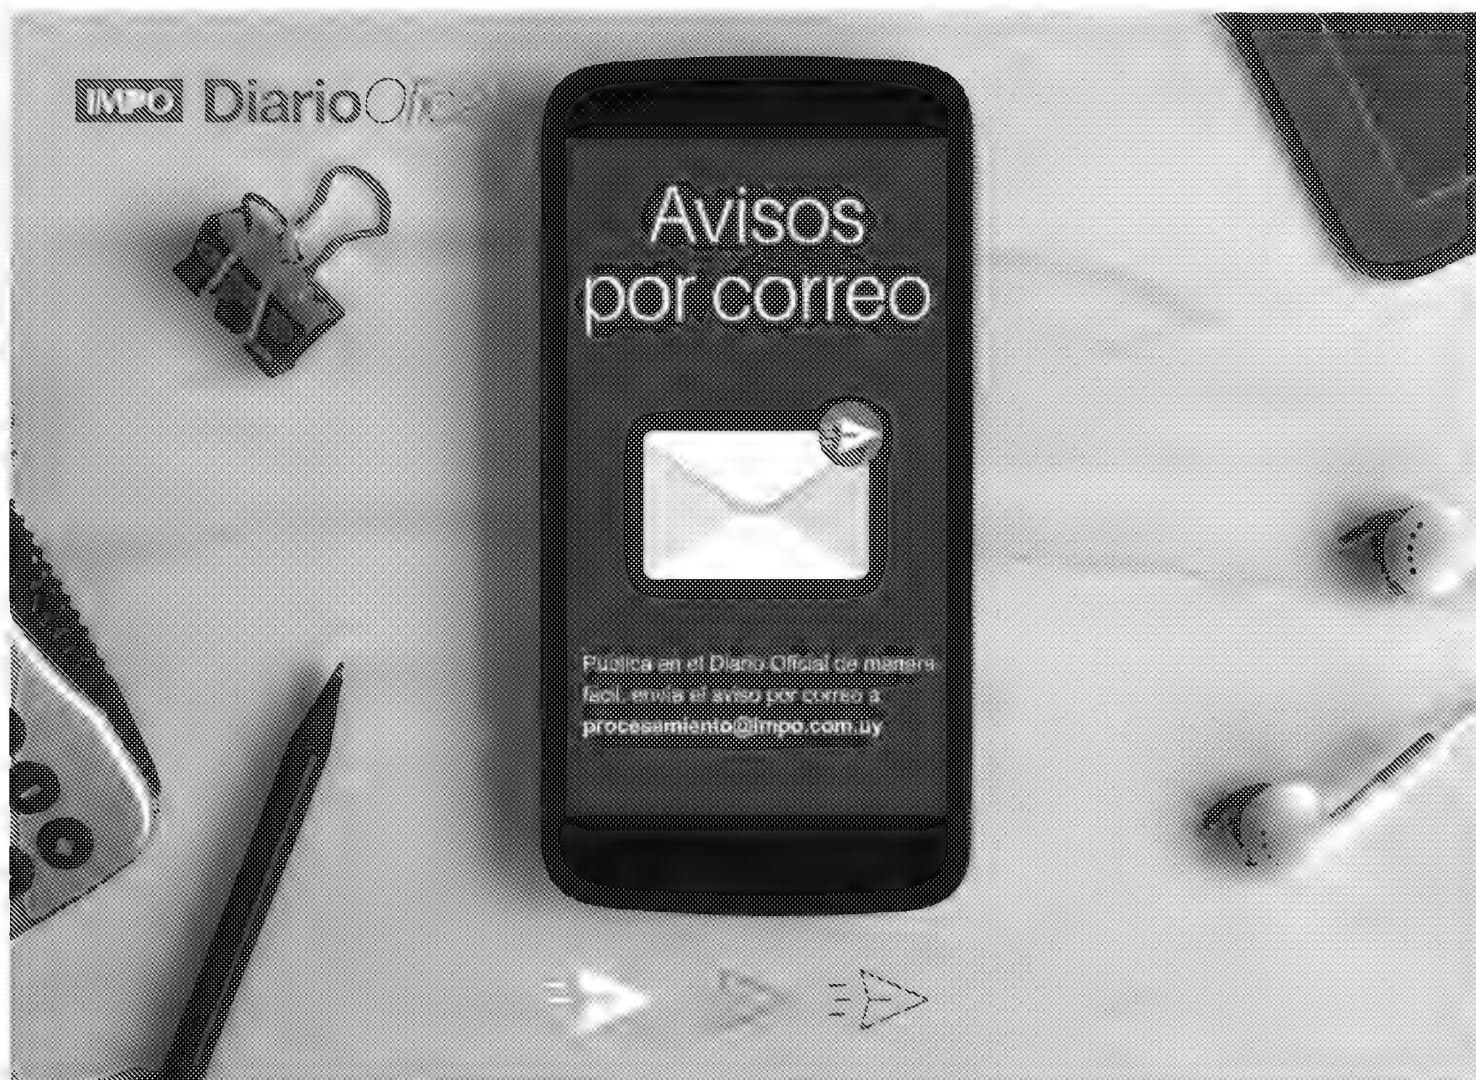 IMPO DiarioOficial
Avisos
por correo
Publica en el Diario Oficial de manera
fácil, envía el aviso por correo a
procesamiento@impo.com.uy